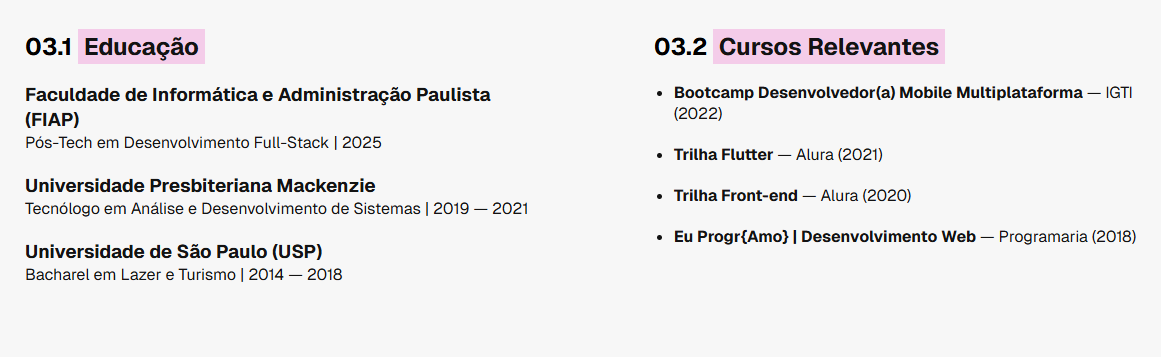 03.1 Educação
Faculdade de Informática e Administração Paulista
(FIAP)
Pós-Tech em Desenvolvimento Full-Stack | 2025
Universidade Presbiteriana Mackenzie
Tecnólogo em Análise e Desenvolvimento de Sistemas | 2019 — 2021
Universidade de São Paulo (USP)
Bacharel em Lazer e Turismo | 2014 — 2018
03.2 Cursos Relevantes
• Bootcamp Desenvolvedor(a) Mobile Multiplataforma — IGTI
(2022)
• Trilha Flutter — Alura (2021)
• Trilha Front-end — Alura (2020)
• Eu Progr{Amo} | Desenvolvimento Web — Programaria (2018)